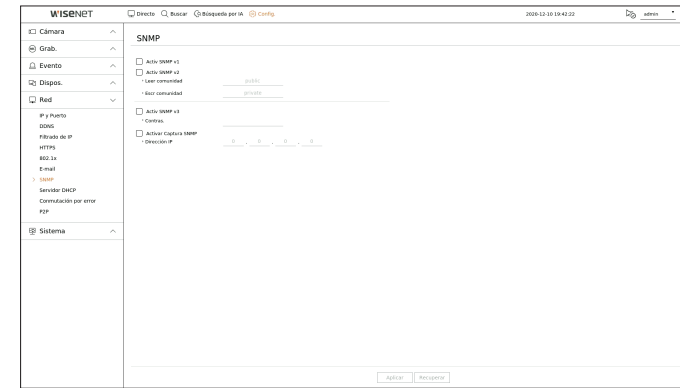 WISENET
Directo Buscar Búsqueda por IA Config. 2020-12-10 19:42:22 admin
Cámara
Grab.
Evento
Dispos.
Red
IP y Puerto
DDNS
Filtrado de IP
HTTPS
802.1x
E-mail
SNMP
Servidor DHCP
Conmutación por error
P2P
Sistema
SNMP
Activ SNMP v1
Activ SNMP v2
Leer comunidad public
Escr comunidad private
Activ SNMP v3
Contras.
Activar Captura SNMP
Dirección IP 0 . 0 . 0 . 0
Aplicar Recuperar